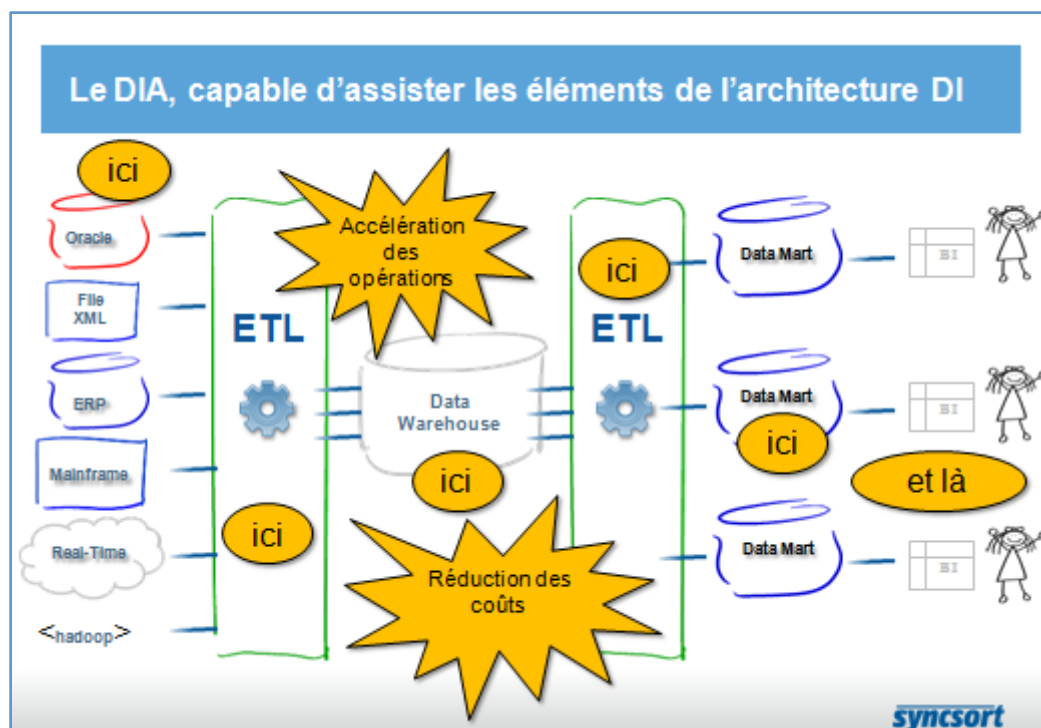 Le DIA, capable d'assister les éléments de l'architecture DI
ici
Oracle
File
XML
ERP
Mainframe
Real-Time
<hadoop>
ETL
ici
Accélération
des
opérations
Data
Warehouse
ici
Réduction des
coûts
ici
ETL
Data Mart
BI
Data Mart
ici
BI
et là
Data Mart
BI
syncsort